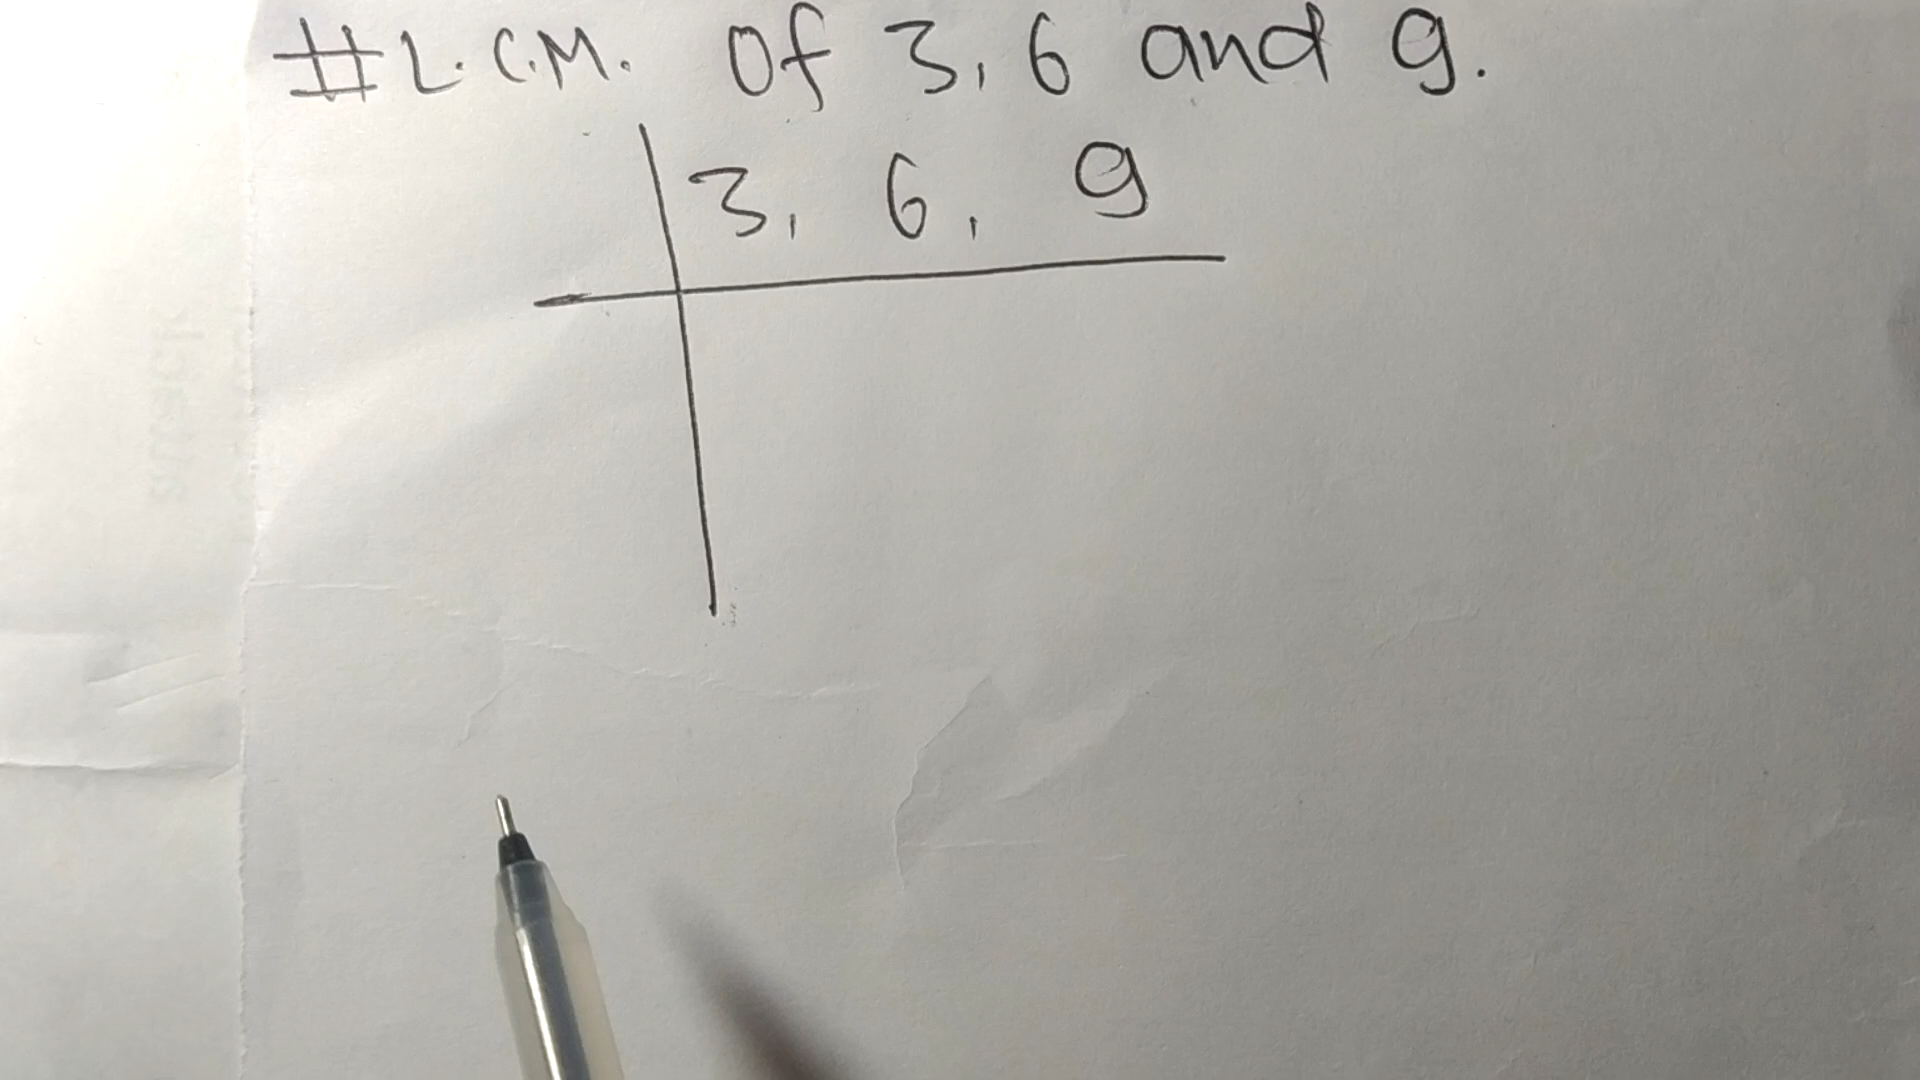 #L.C.M. of 3, 6 and 9.
3, 6, 9